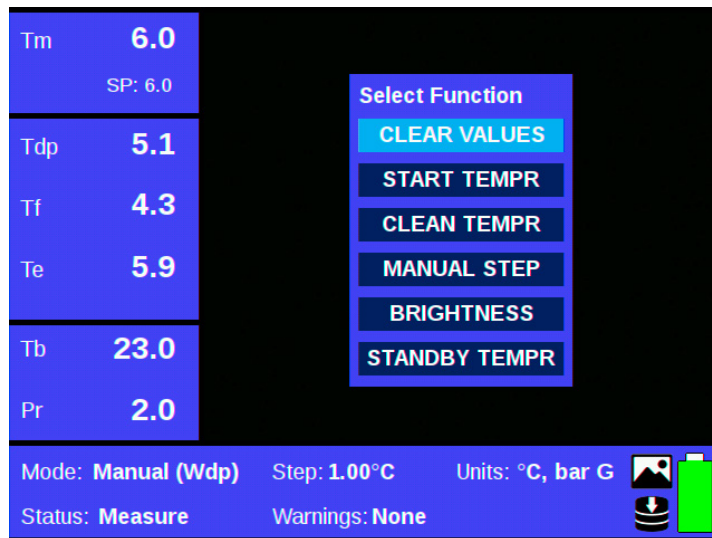 Tm 6.0
SP: 6.0
Tdp 5.1
Tf 4.3
Te 5.9
Tb 23.0
Pr 2.0
Select Function
CLEAR VALUES
START TEMPR
CLEAN TEMPR
MANUAL STEP
BRIGHTNESS
STANDBY TEMPR
Mode: Manual (Wdp) Step: 1.00°C Units: °C, bar G
Status: Measure Warnings: None